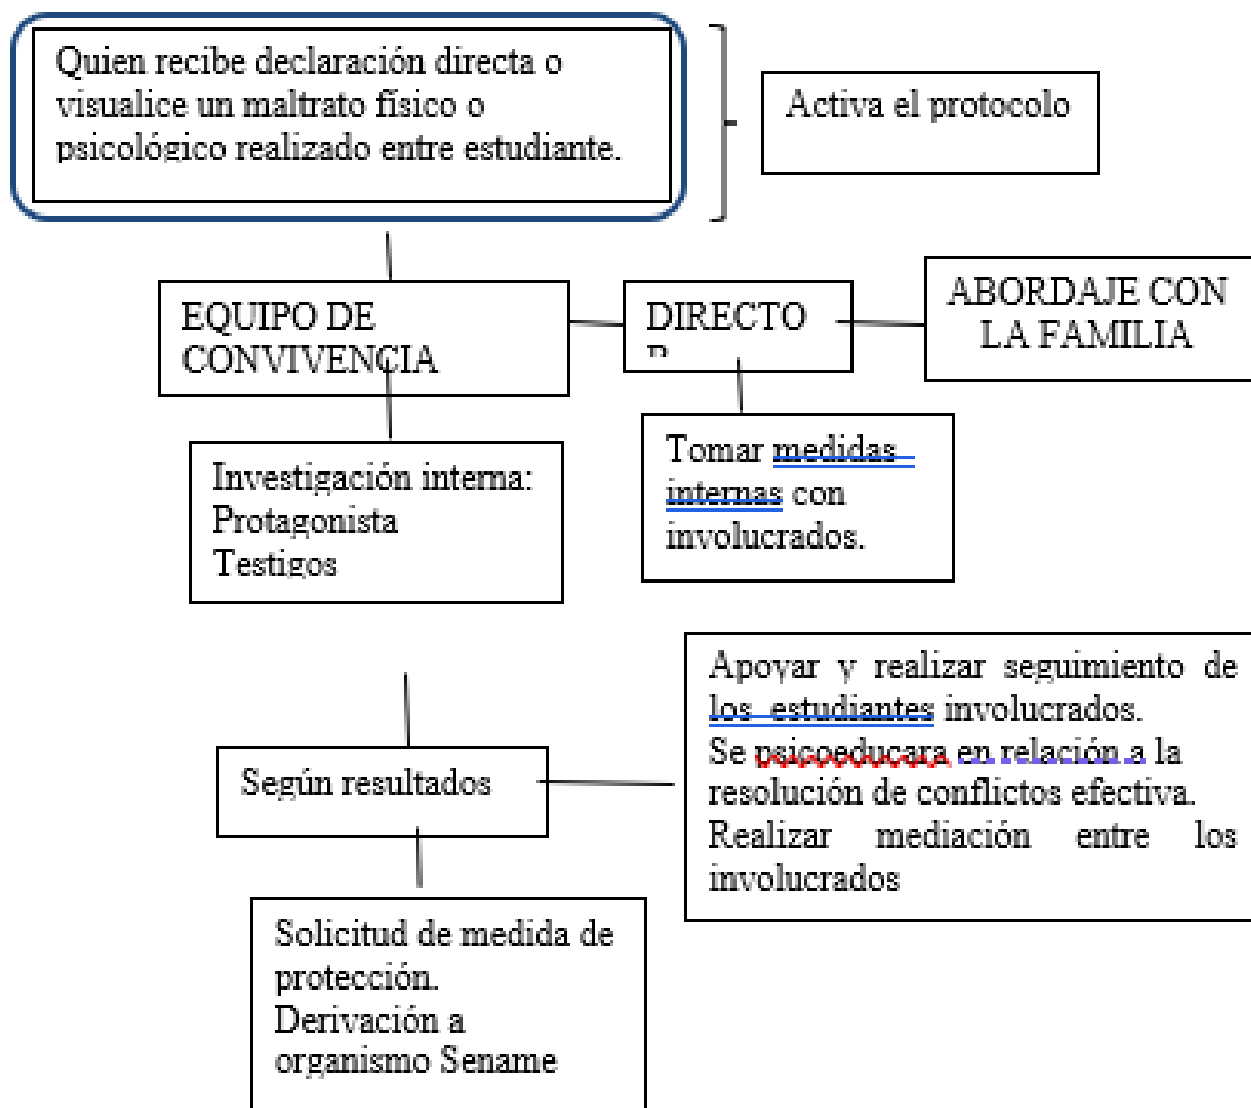 Quien recibe declaración directa o
visualice un maltrato físico o
psicológico realizado entre estudiante.
Activa el protocolo
EQUIPO DE
CONVIVENCIA
DIRECTO
R
ABORDAJE CON
LA FAMILIA
Investigación interna:
Protagonista
Testigos
Tomar medidas
internas con
involucrados.
Según resultados
Apoyar y realizar seguimiento de
los estudiantes involucrados.
Se psicoeducara en relación a la
resolución de conflictos efectiva.
Realizar mediación entre los
involucrados
Solicitud de medida de
protección.
Derivación a
organismo Sename